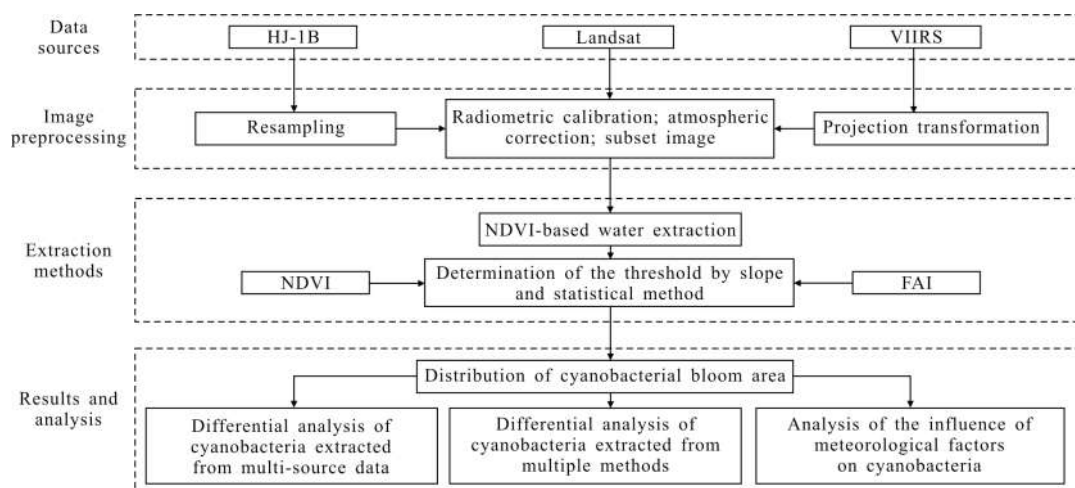 Data
sources
HJ-1B
Landsat
VIIRS
Image
preprocessing
Resampling
Radiometric calibration; atmospheric
correction; subset image
Projection transformation
Extraction
methods
NDVI-based water extraction
NDVI
Determination of the threshold by slope
and statistical method
FAI
Results and
analysis
Distribution of cyanobacterial bloom area
Differential analysis of
cyanobacteria extracted
from multi-source data
Differential analysis of
cyanobacteria extracted from
multiple methods
Analysis of the influence of
meteorological factors
on cyanobacteria